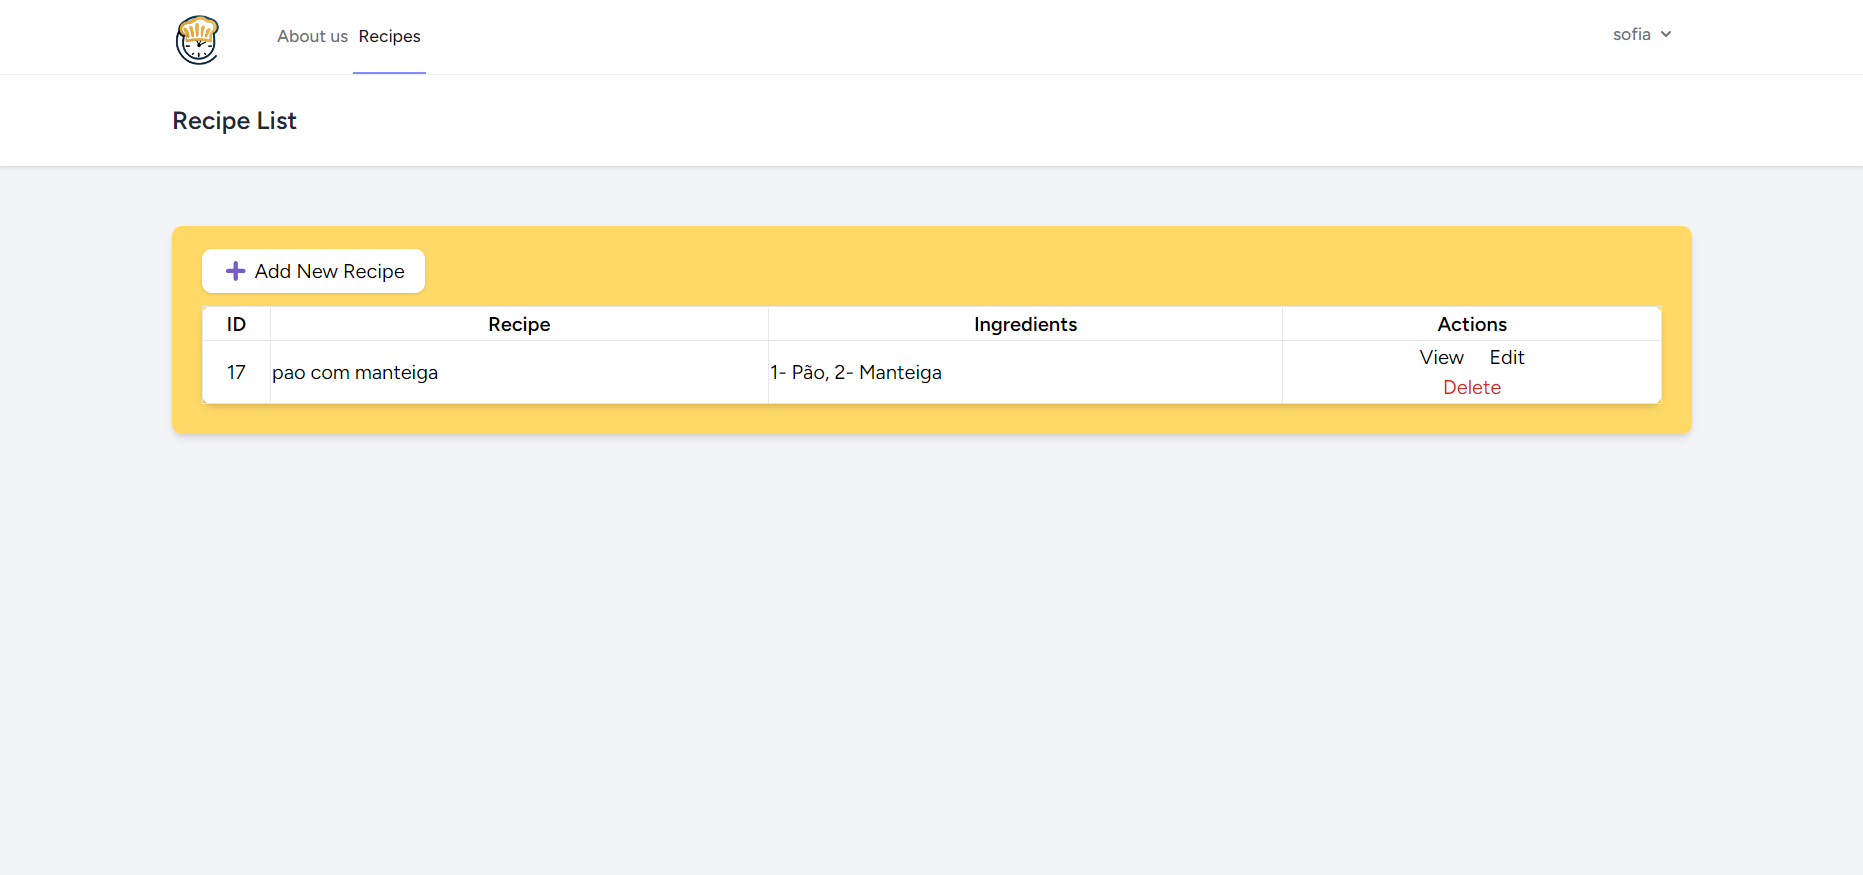 About us Recipes sofia
Recipe List
Add New Recipe
ID Recipe Ingredients Actions
17 pao com manteiga 1- Pão, 2- Manteiga View Edit
Delete